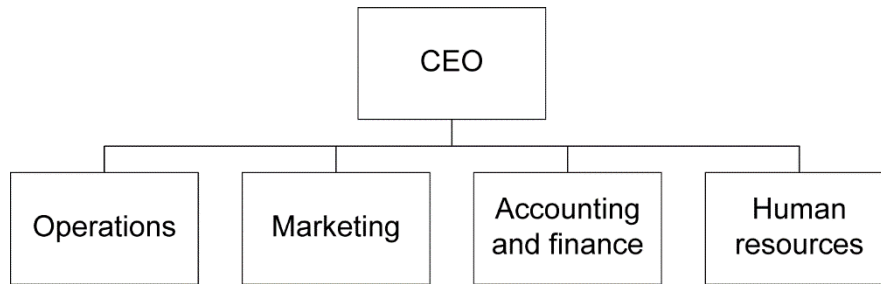 CEO
Operations
Marketing
Accounting
and finance
Human
resources